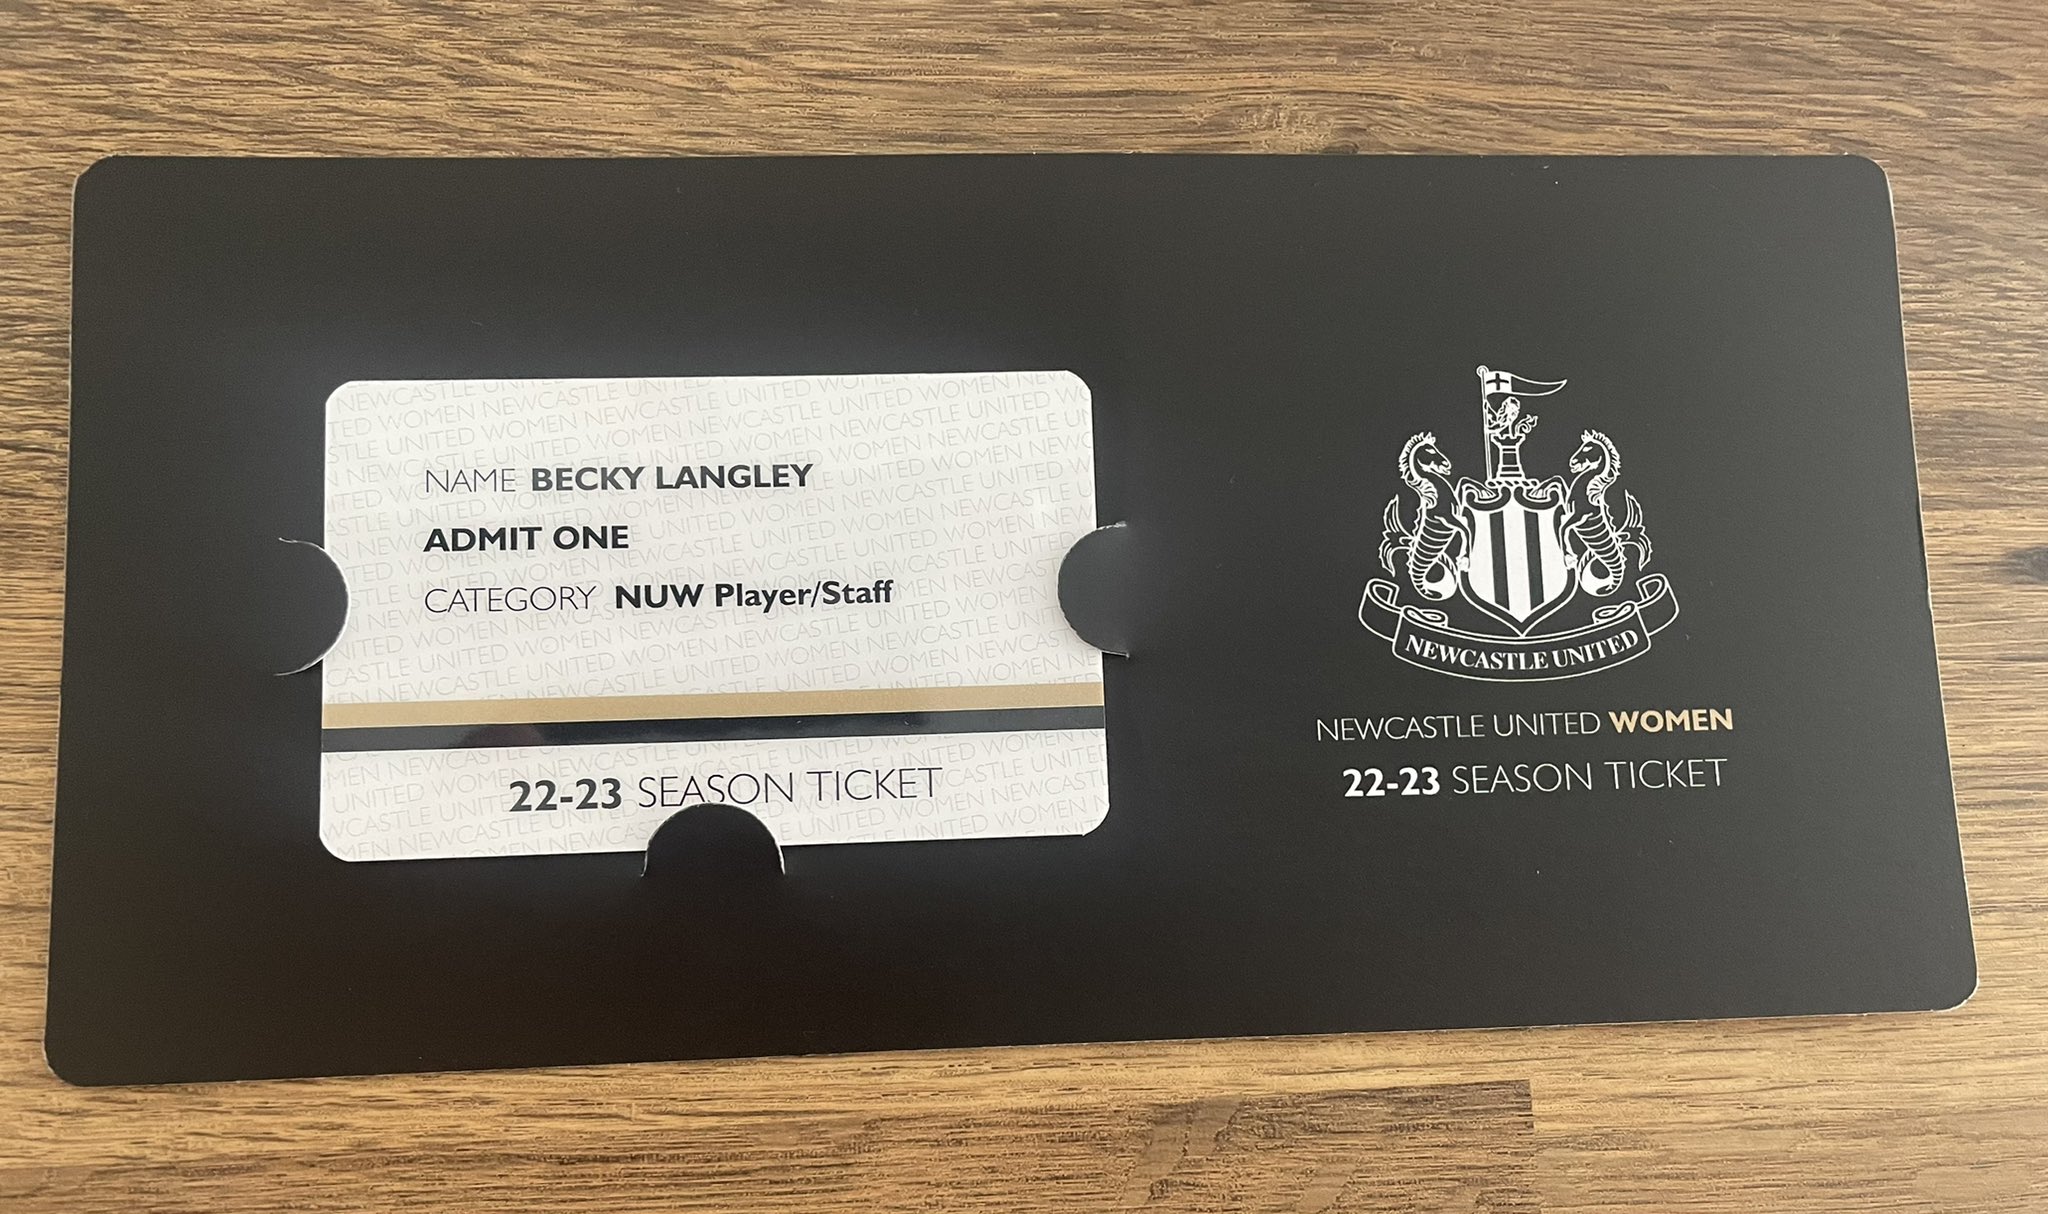 NAME BECKY LANGLEY
ADMIT ONE
CATEGORY NUW Player/Staff
22-23 SEASON TICKET
NEWCASTLE UNITED
NEWCASTLE UNITED WOMEN
22-23 SEASON TICKET